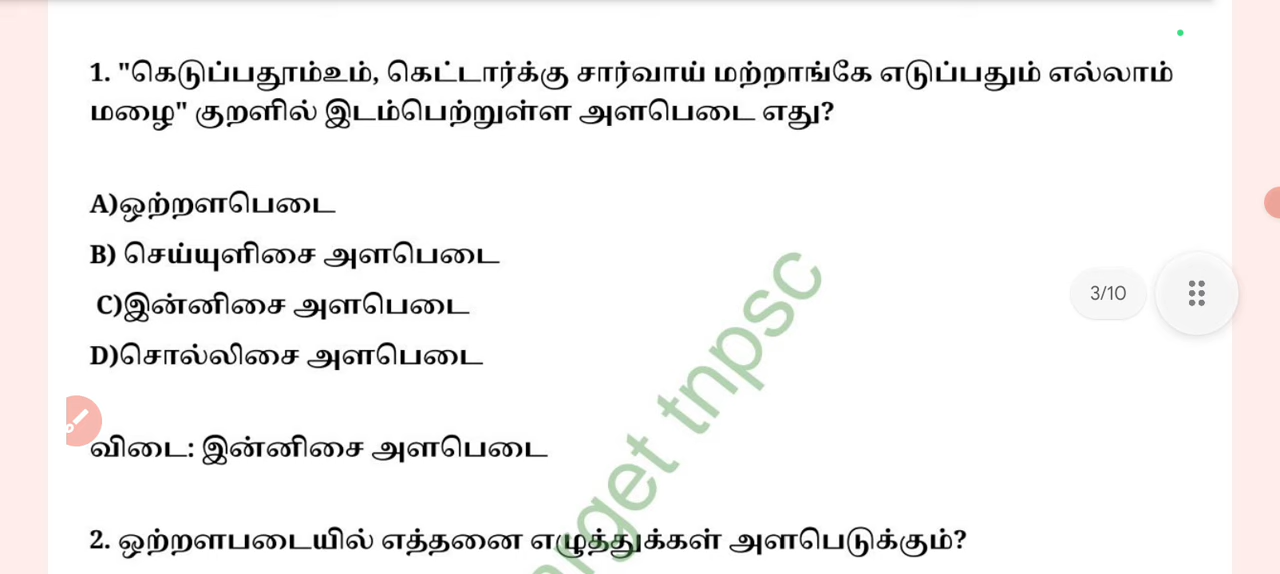 1. "கெடுப்பதூம்உம், கெட்டார்க்கு சார்வாய் மற்றாங்கே எடுப்பதும் எல்லாம்
மழை" குறளில் இடம்பெற்றுள்ள அளபெடை எது?
A)ஒற்றளபெடை
B) செய்யுளிசை அளபெடை
C)இன்னிசை அளபெடை
3/10
D)சொல்லிசை அளபெடை
விடை: இன்னிசை அளபெடை
2. ஒற்றளபடையில் எத்தனை எழுத்துக்கள் அளபெடுக்கும்?
arget tnpsc